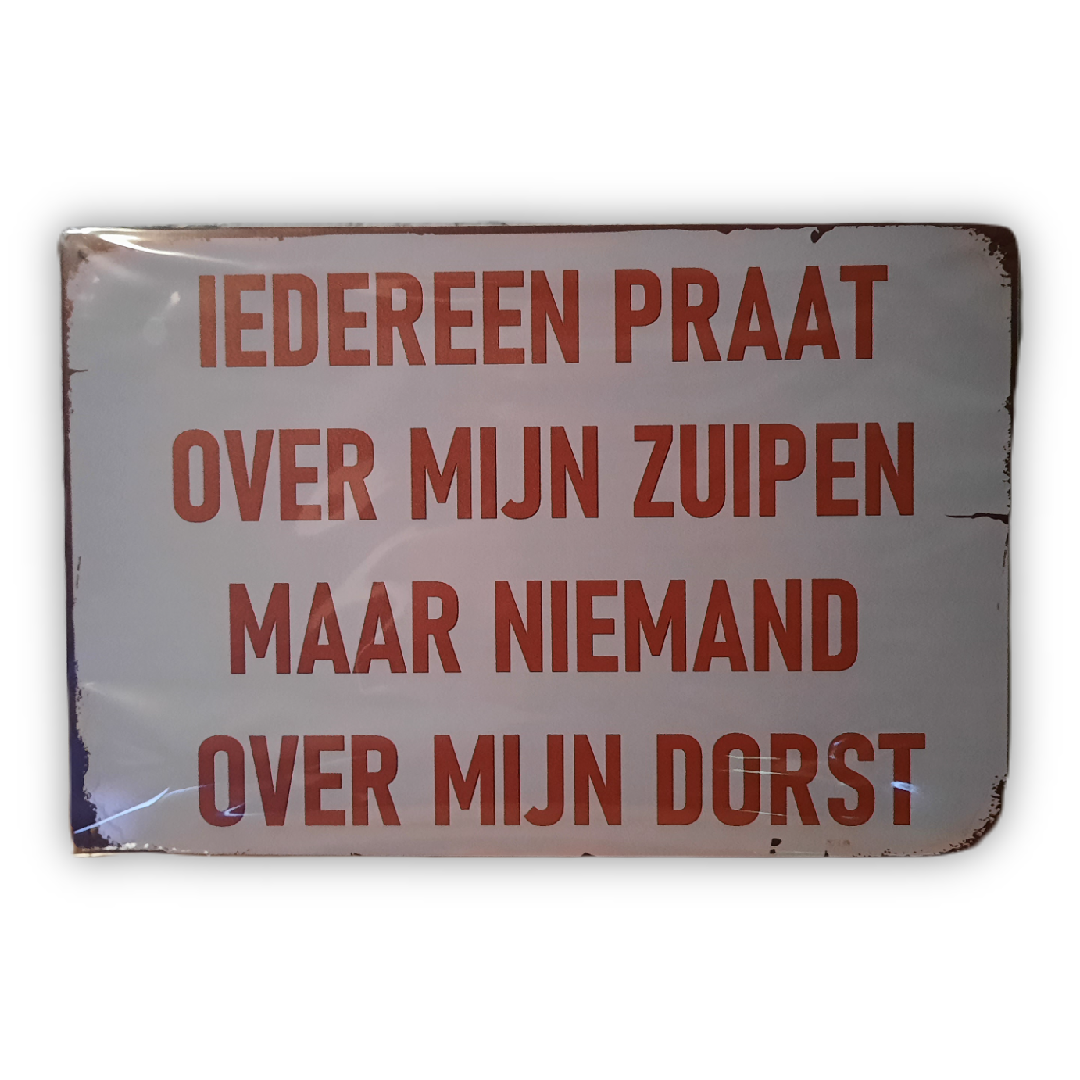 IEDEREEN PRAAT
OVER MIJN ZUIPEN
MAAR NIEMAND
OVER MIJN DORST